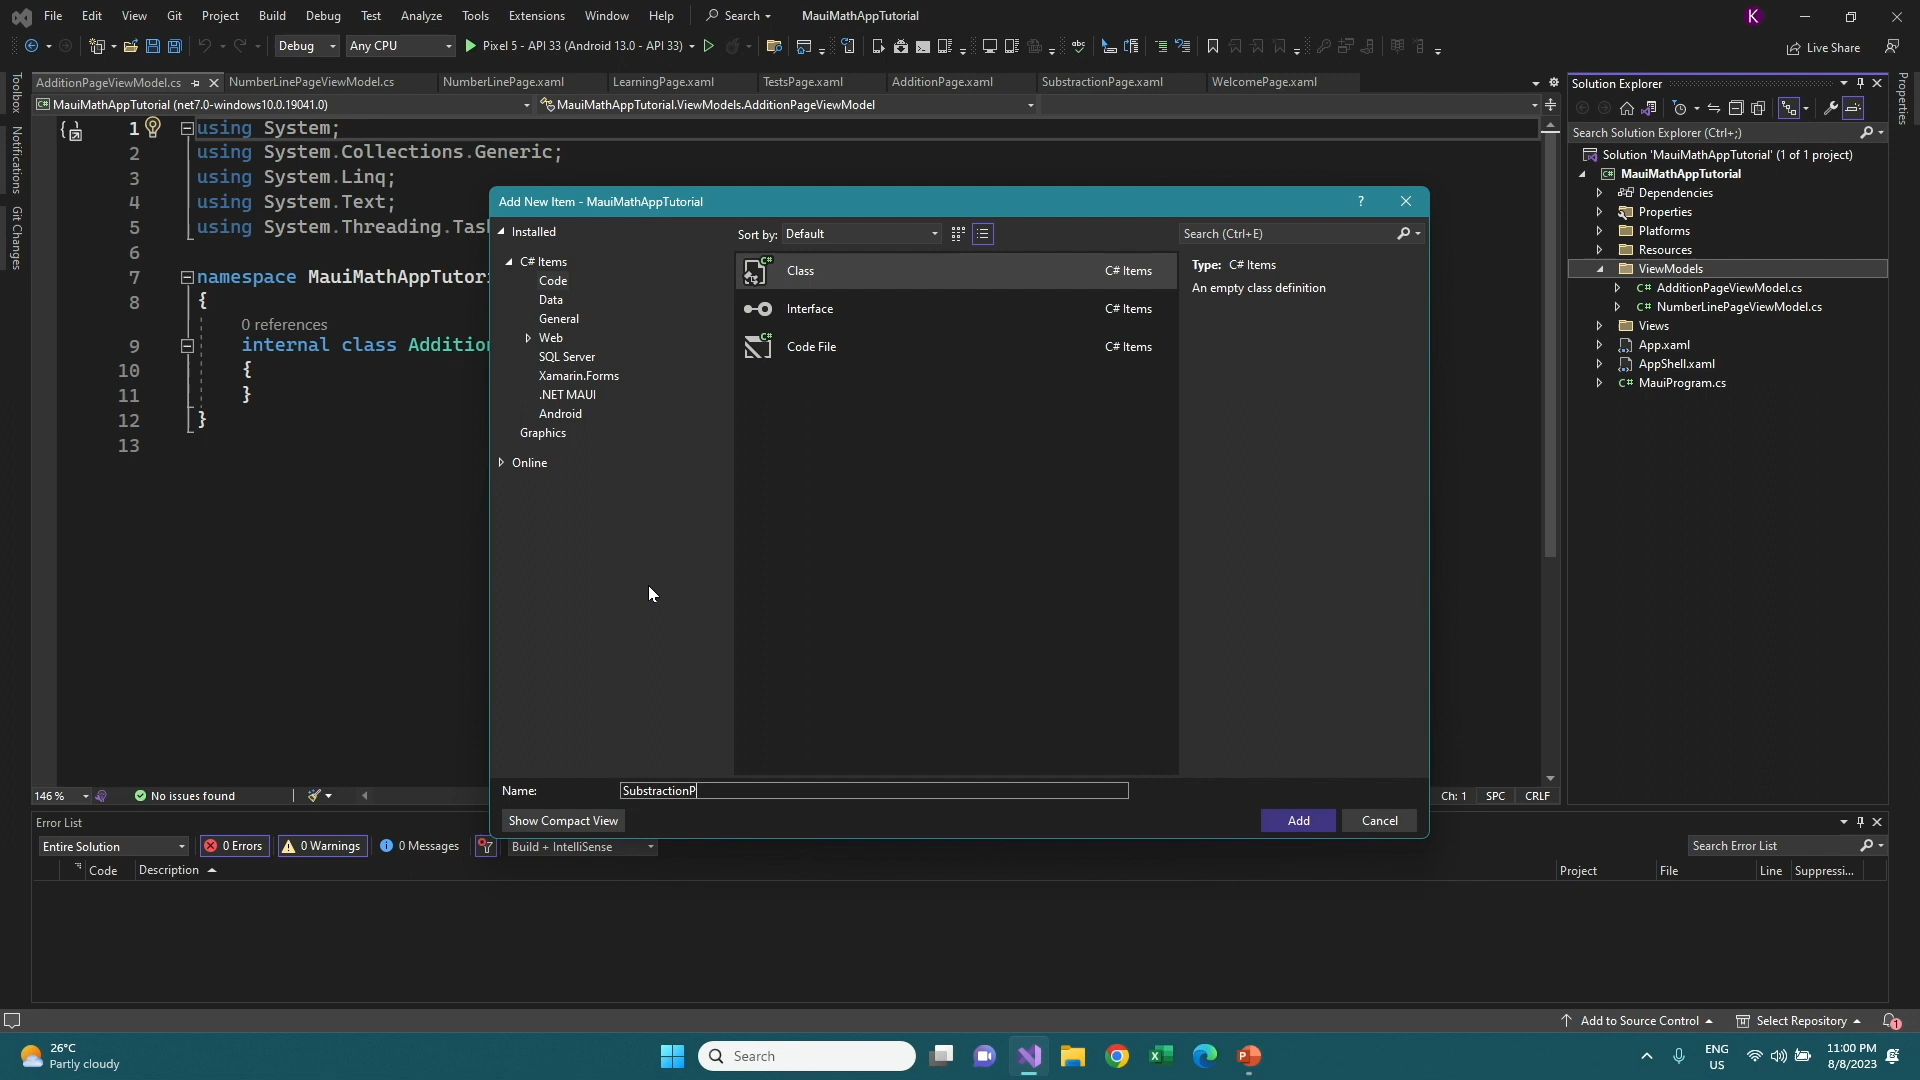 File Edit View Git Project Build Debug Test Analyze Tools Extensions Window Help Search MauiMathAppTutorial K
Debug Any CPU Pixel 5 - API 33 (Android 13.0 - API 33) Live Share
AdditionPageViewModel.cs NumberLinePageViewModel.cs NumberLinePage.xaml LearningPage.xaml TestsPage.xaml AdditionPage.xaml SubstractionPage.xaml WelcomePage.xaml
MauiMathAppTutorial (net7.0-windows10.0.19041.0) MauiMathAppTutorial.ViewModels.AdditionPageViewModel
Toolbox
Notifications
Git Changes
1 using System;
2 using System.Collections.Generic;
3 using System.Linq;
4 using System.Text;
5 using System.Threading.Tas
6
7 namespace MauiMathAppTutori
8 {
0 references
9 internal class Addition
10 {
11 }
12 }
13
Add New Item - MauiMathAppTutorial ?
Installed
C# Items
Code
Data
General
Web
SQL Server
Xamarin.Forms
.NET MAUI
Android
Graphics
Online
Sort by: Default
Search (Ctrl+E)
Class C# Items
Interface C# Items
Code File C# Items
Type: C# Items
An empty class definition
Name: SubstractionP
Show Compact View Add Cancel
Solution Explorer
Search Solution Explorer (Ctrl+;)
Solution 'MauiMathAppTutorial' (1 of 1 project)
MauiMathAppTutorial
Dependencies
Properties
Platforms
Resources
ViewModels
C# AdditionPageViewModel.cs
C# NumberLinePageViewModel.cs
Views
App.xaml
AppShell.xaml
C# MauiProgram.cs
Properties
146 % No issues found Ch: 1 SPC CRLF
Error List
Entire Solution 0 Errors 0 Warnings 0 Messages Build + IntelliSense Search Error List
Code Description Project File Line Suppressi...
Add to Source Control Select Repository 1
26°C
Partly cloudy
Search
ENG
US
11:00 PM
8/8/2023